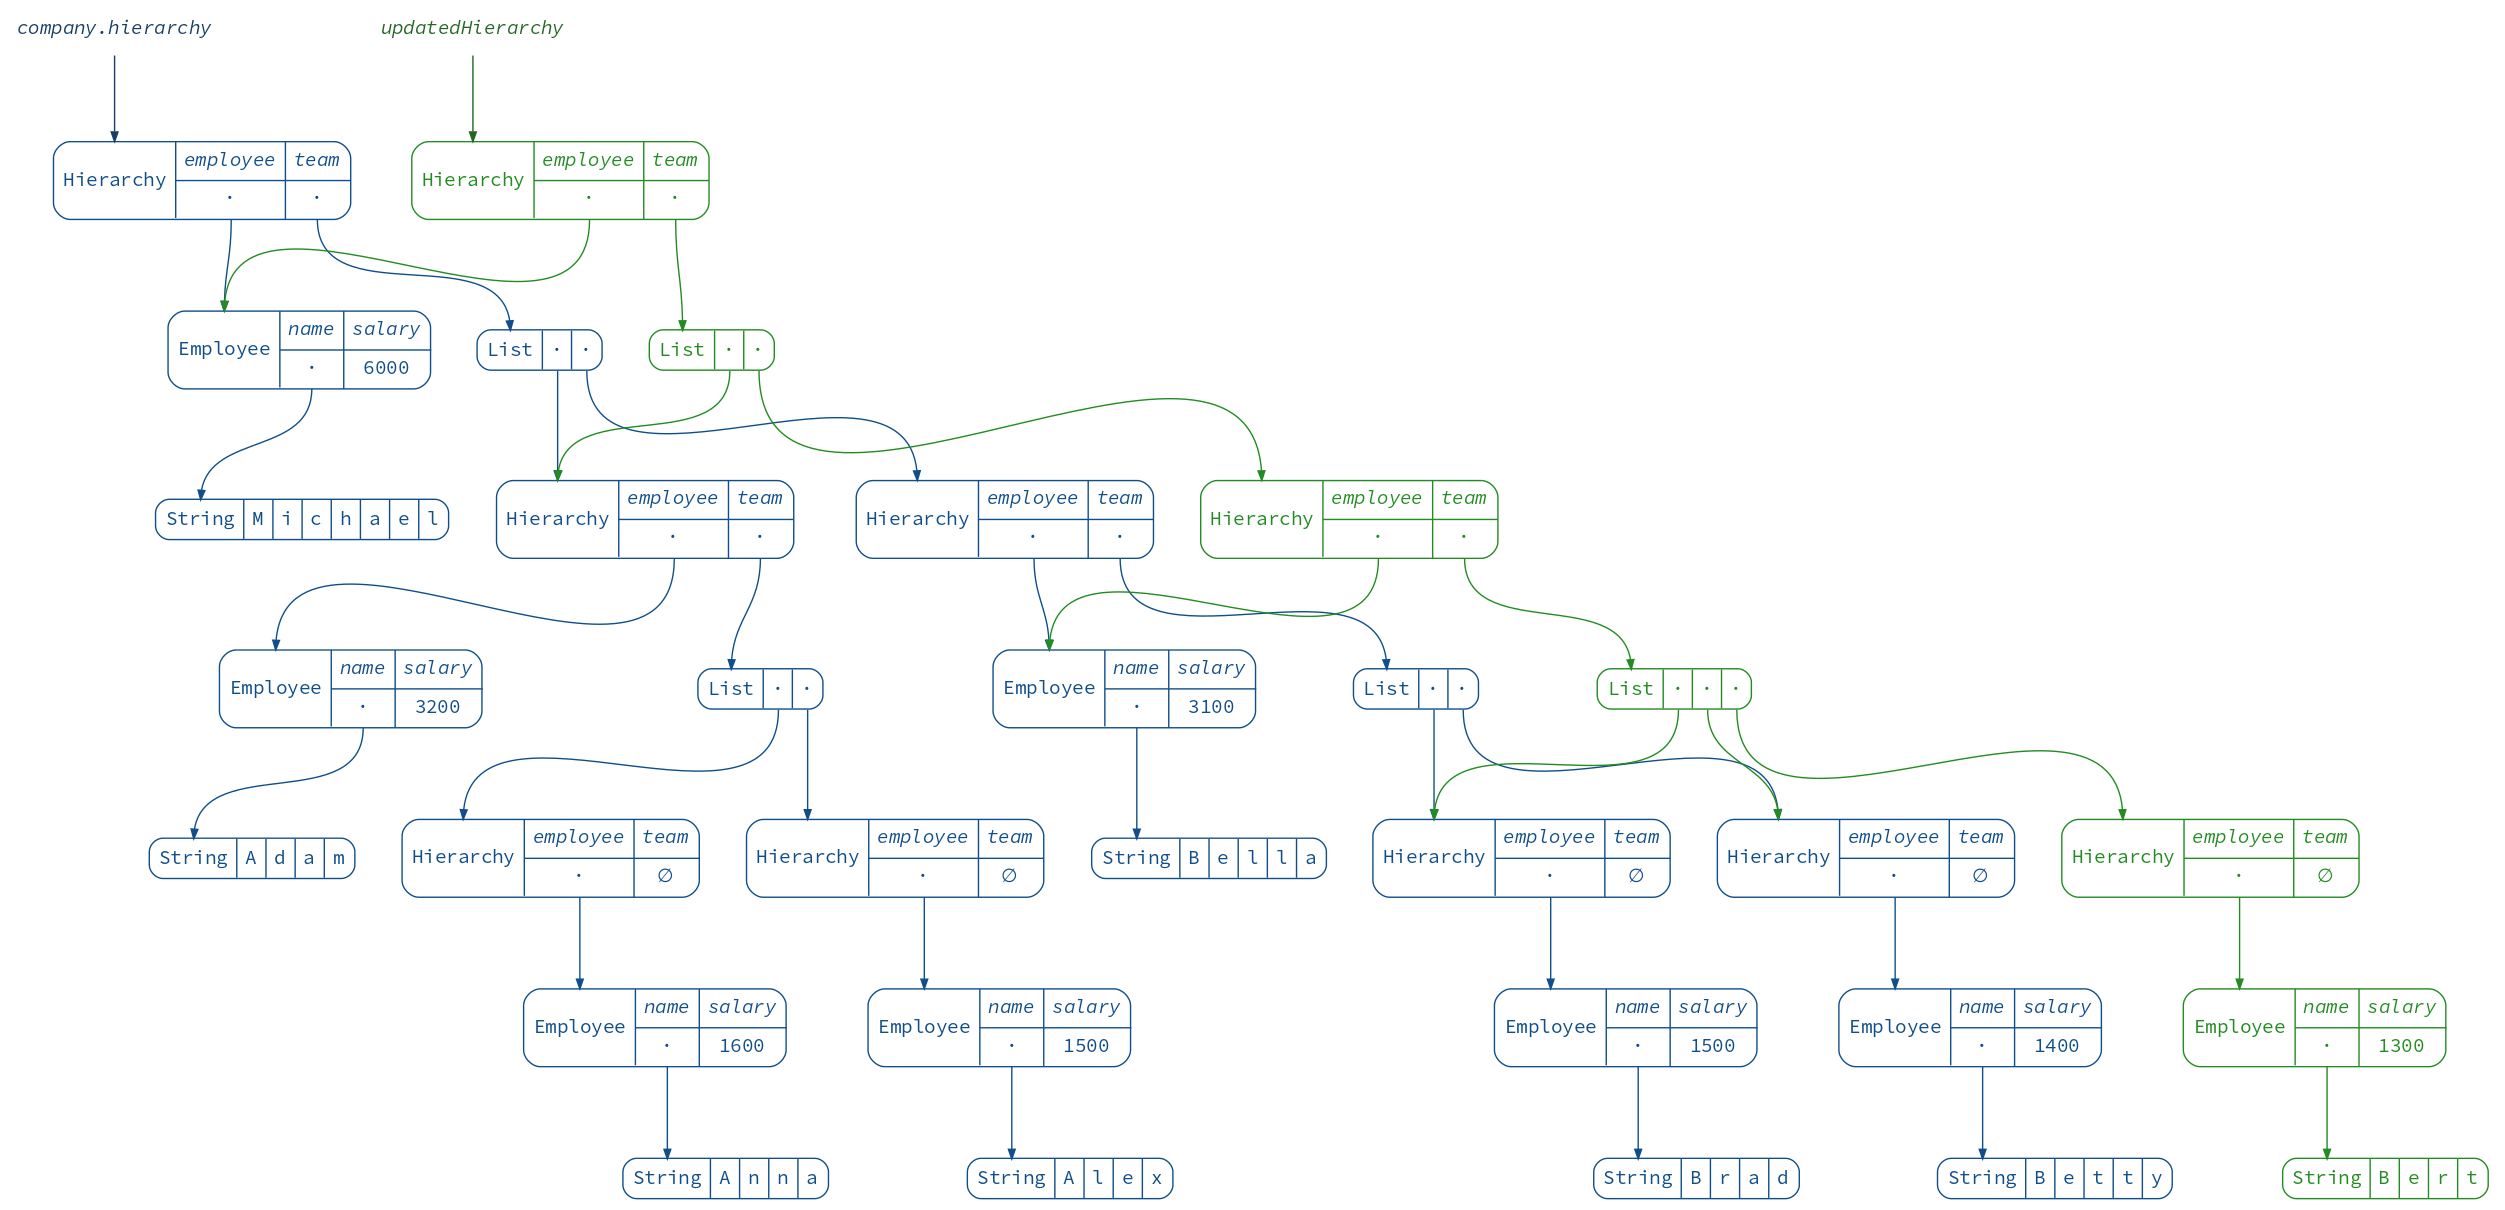 company.hierarchy updatedHierarchy
Hierarchy employee team · ·
Hierarchy employee team · ·
Employee name salary · 6000
List · ·
List · ·
String M i c h a e l
Hierarchy employee team · ·
Hierarchy employee team · ·
Hierarchy employee team · ·
Employee name salary · 3200
List · ·
Employee name salary · 3100
List · ·
List · · ·
String A d a m
Hierarchy employee team · ∅
Hierarchy employee team · ∅
String B e l l a
Hierarchy employee team · ∅
Hierarchy employee team · ∅
Hierarchy employee team · ∅
Employee name salary · 1600
Employee name salary · 1500
Employee name salary · 1500
Employee name salary · 1400
Employee name salary · 1300
String A n n a
String A l e x
String B r a d
String B e t t y
String B e r t